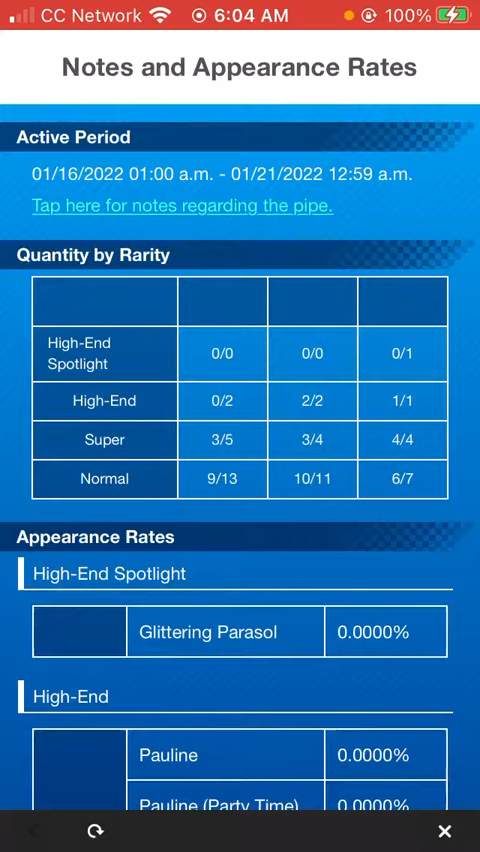 CC Network 6:04 AM 100%
Notes and Appearance Rates
Active Period
01/16/2022 01:00 a.m. - 01/21/2022 12:59 a.m.
Tap here for notes regarding the pipe.
Quantity by Rarity
High-End
Spotlight 0/0 0/0 0/1
High-End 0/2 2/2 1/1
Super 3/5 3/4 4/4
Normal 9/13 10/11 6/7
Appearance Rates
High-End Spotlight
Glittering Parasol 0.0000%
High-End
Pauline 0.0000%
Pauline (Party Time) 0.0000%